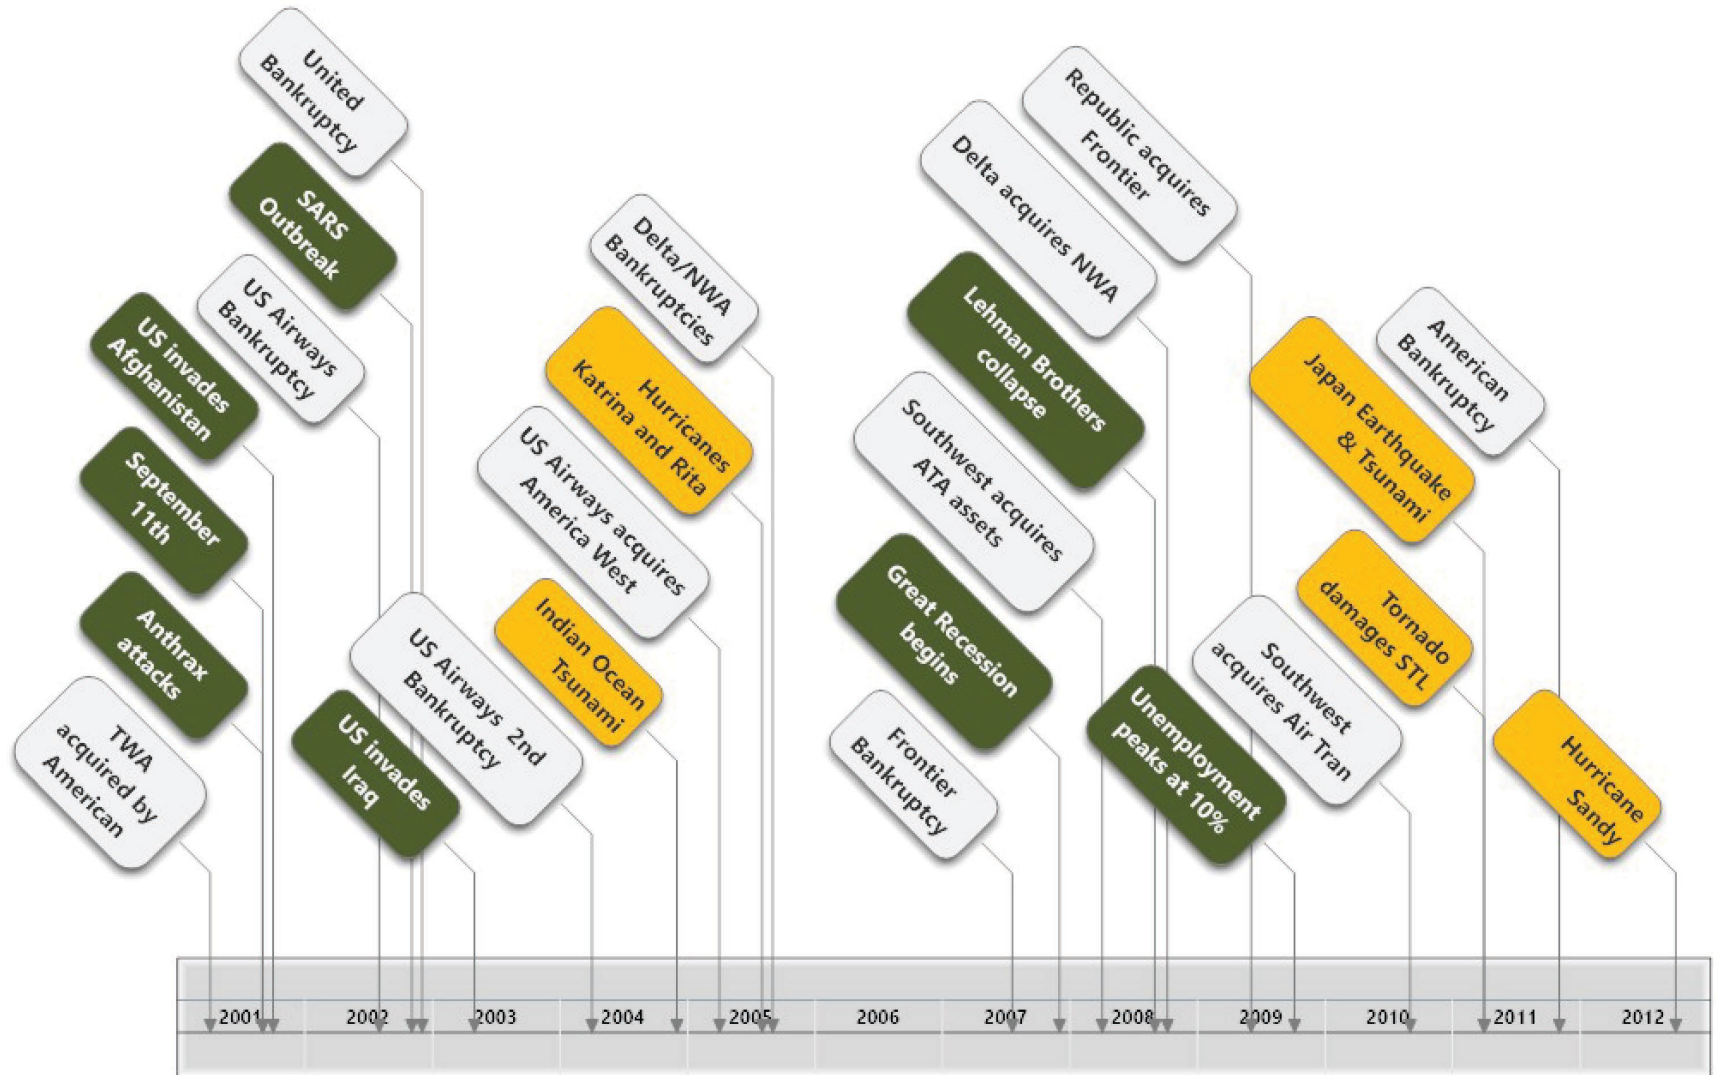 United
Bankruptcy
SARS
Outbreak
US Airways
Bankruptcy
US invades
Afghanistan
September
11th
Anthrax
attacks
TWA
acquired by
American
US invades
Iraq
US Airways 2nd
Bankruptcy
Delta/NWA
Bankruptcies
Hurricanes
Katrina and Rita
US Airways acquires
America West
Indian Ocean
Tsunami
Republic acquires
Frontier
Delta acquires NWA
Lehman Brothers
collapse
Southwest acquires
ATA assets
Great Recession
begins
Frontier
Bankruptcy
Unemployment
peaks at 10%
Southwest
acquires Air Tran
American
Bankruptcy
Japan Earthquake
& Tsunami
Tornado
damages STL
Hurricane
Sandy
2001 2002 2003 2004 2005 2006 2007 2008 2009 2010 2011 2012